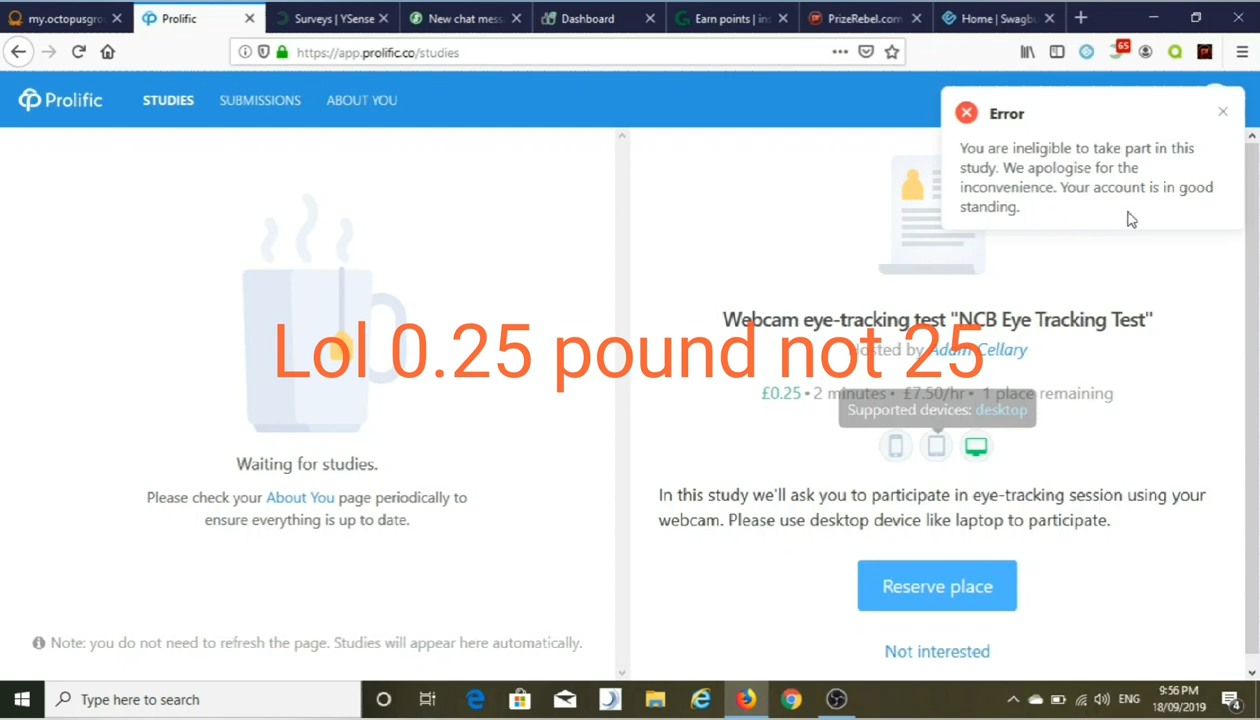 my.octopusgro
Prolific
Surveys | YSense
New chat mess
Dashboard
Earn points | ins
PrizeRebel.com
Home | Swagbu
https://app.prolific.co/studies
65
Prolific
STUDIES
SUBMISSIONS
ABOUT YOU
Error
You are ineligible to take part in this
study. We apologise for the
inconvenience. Your account is in good
standing.
Webcam eye-tracking test "NCB Eye Tracking Test"
Hosted by Adam Cellary
Lol 0.25 pound not 25
£0.25 • 2 minutes • £7.50/hr • 1 place remaining
Supported devices: desktop
Waiting for studies.
Please check your About You page periodically to
ensure everything is up to date.
In this study we'll ask you to participate in eye-tracking session using your
webcam. Please use desktop device like laptop to participate.
Reserve place
Note: you do not need to refresh the page. Studies will appear here automatically.
Not interested
Type here to search
ENG
9:56 PM
18/09/2019
4